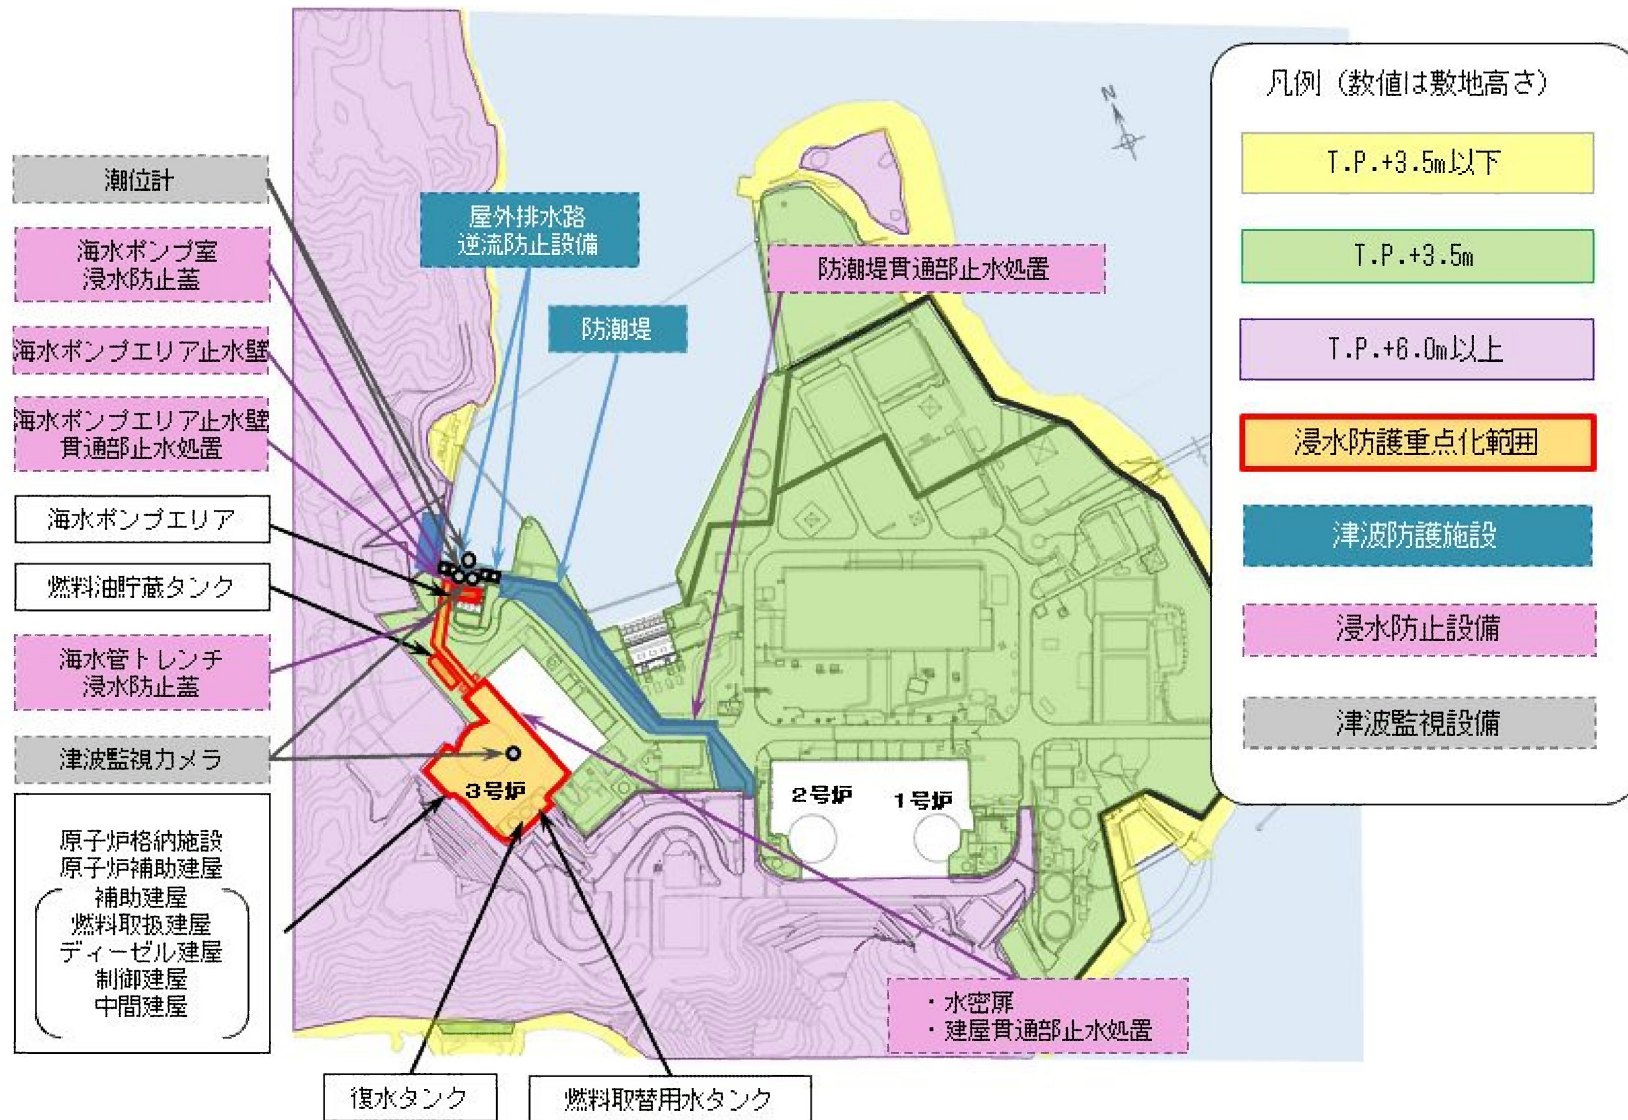 潮位計
海水ポンプ室
浸水防止蓋
海水ポンプエリア止水壁
海水ポンプエリア止水壁
貫通部止水処置
海水ポンプエリア
燃料油貯蔵タンク
海水管トレンチ
浸水防止蓋
津波監視カメラ
原子炉格納施設
原子炉補助建屋
補助建屋
燃料取扱建屋
ディーゼル建屋
制御建屋
中間建屋
屋外排水路
逆流防止設備
防潮堤
防潮堤貫通部止水処置
N
3号炉
2号炉
1号炉
・水密扉
・建屋貫通部止水処置
復水タンク
燃料取替用水タンク
凡例（数値は敷地高さ）
T.P.+3.5m以下
T.P.+3.5m
T.P.+6.0m以上
浸水防護重点化範囲
津波防護施設
浸水防止設備
津波監視設備